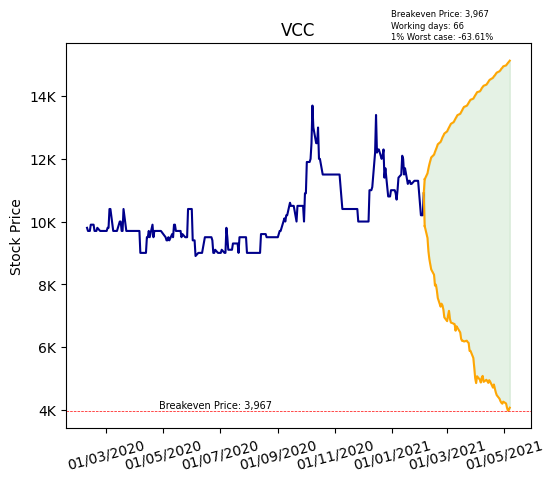 Breakeven Price: 3,967
Working days: 66
1% Worst case: -63.61%
VCC
Stock Price
14K
12K
10K
8K
6K
4K
Breakeven Price: 3,967
01/03/2020
01/05/2020
01/07/2020
01/09/2020
01/11/2020
01/01/2021
01/03/2021
01/05/2021